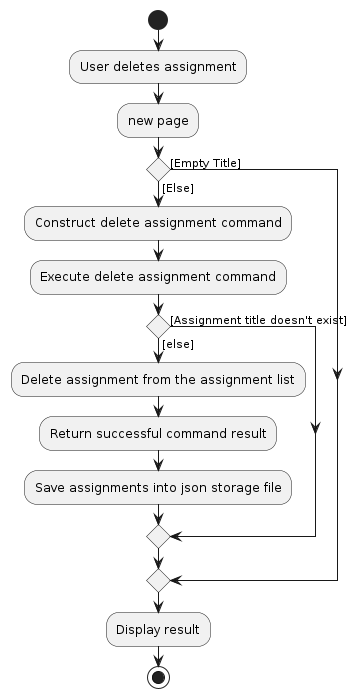 User deletes assignment
new page
[Empty Title]
[Else]
Construct delete assignment command
Execute delete assignment command
[Assignment title doesn't exist]
[else]
Delete assignment from the assignment list
Return successful command result
Save assignments into json storage file
Display result